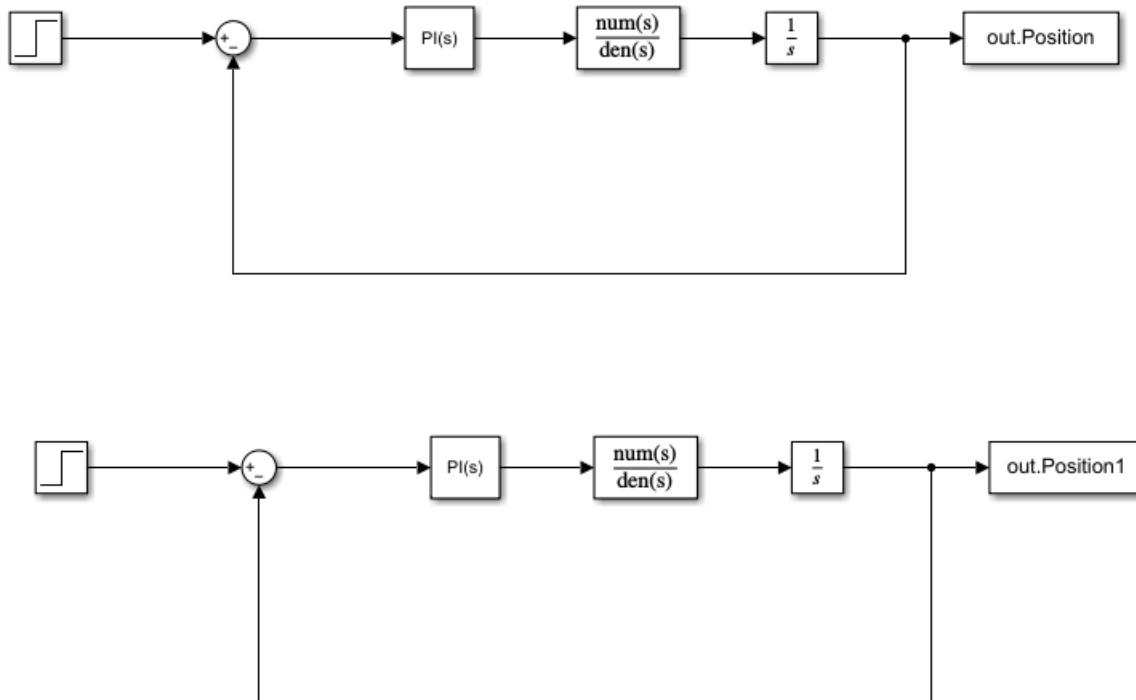 +
−
PI(s)
num(s)
den(s)
1
s
out.Position
+
−
PI(s)
num(s)
den(s)
1
s
out.Position1